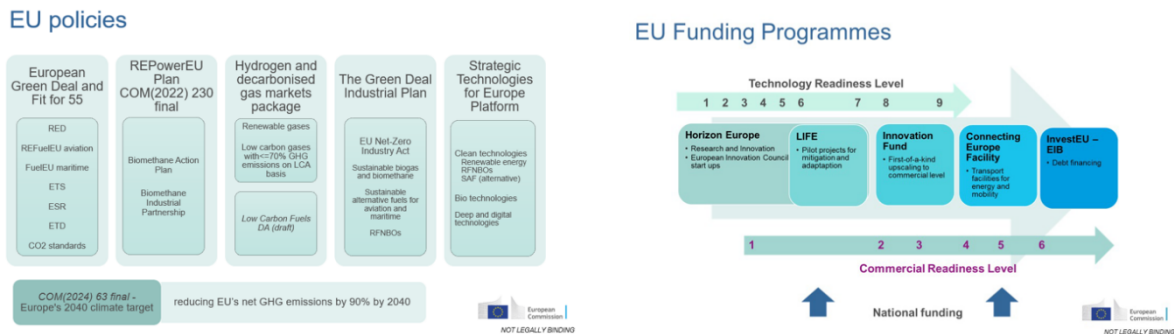 EU policies
European
Green Deal and
Fit for 55
RED
REFuelEU aviation
FuelEU maritime
ETS
ESR
ETD
CO2 standards
REPowerEU
Plan
COM(2022) 230
final
Biomethane Action
Plan
Biomethane
Industrial
Partnership
Hydrogen and
decarbonised
gas markets
package
Renewable gases
Low carbon gases
with<=70% GHG
emissions on LCA
basis
Low Carbon Fuels
DA (draft)
The Green Deal
Industrial Plan
EU Net-Zero
Industry Act
Sustainable biogas
and biomethane
Sustainable
alternative fuels for
aviation and
maritime
RFNBOs
Strategic
Technologies
for Europe
Platform
Clean technologies
Renewable energy
RFNBOs
SAF (alternative)
Bio technologies
Deep and digital
technologies
COM(2024) 63 final -
Europe's 2040 climate target
reducing EU's net GHG emissions by 90% by 2040
European
Commission
NOT LEGALLY BINDING
EU Funding Programmes
Technology Readiness Level
1 2 3 4 5 6 7 8 9
Horizon Europe
• Research and Innovation
• European Innovation Council
start ups
LIFE
• Pilot projects for
mitigation and
adaptaption
Innovation
Fund
• First-of-a-kind
upscaling to
commercial level
Connecting
Europe
Facility
• Transport
facilities for
energy and
mobility
InvestEU –
EIB
• Debt financing
1 2 3 4 5 6
Commercial Readiness Level
National funding
European
Commission
NOT LEGALLY BINDING